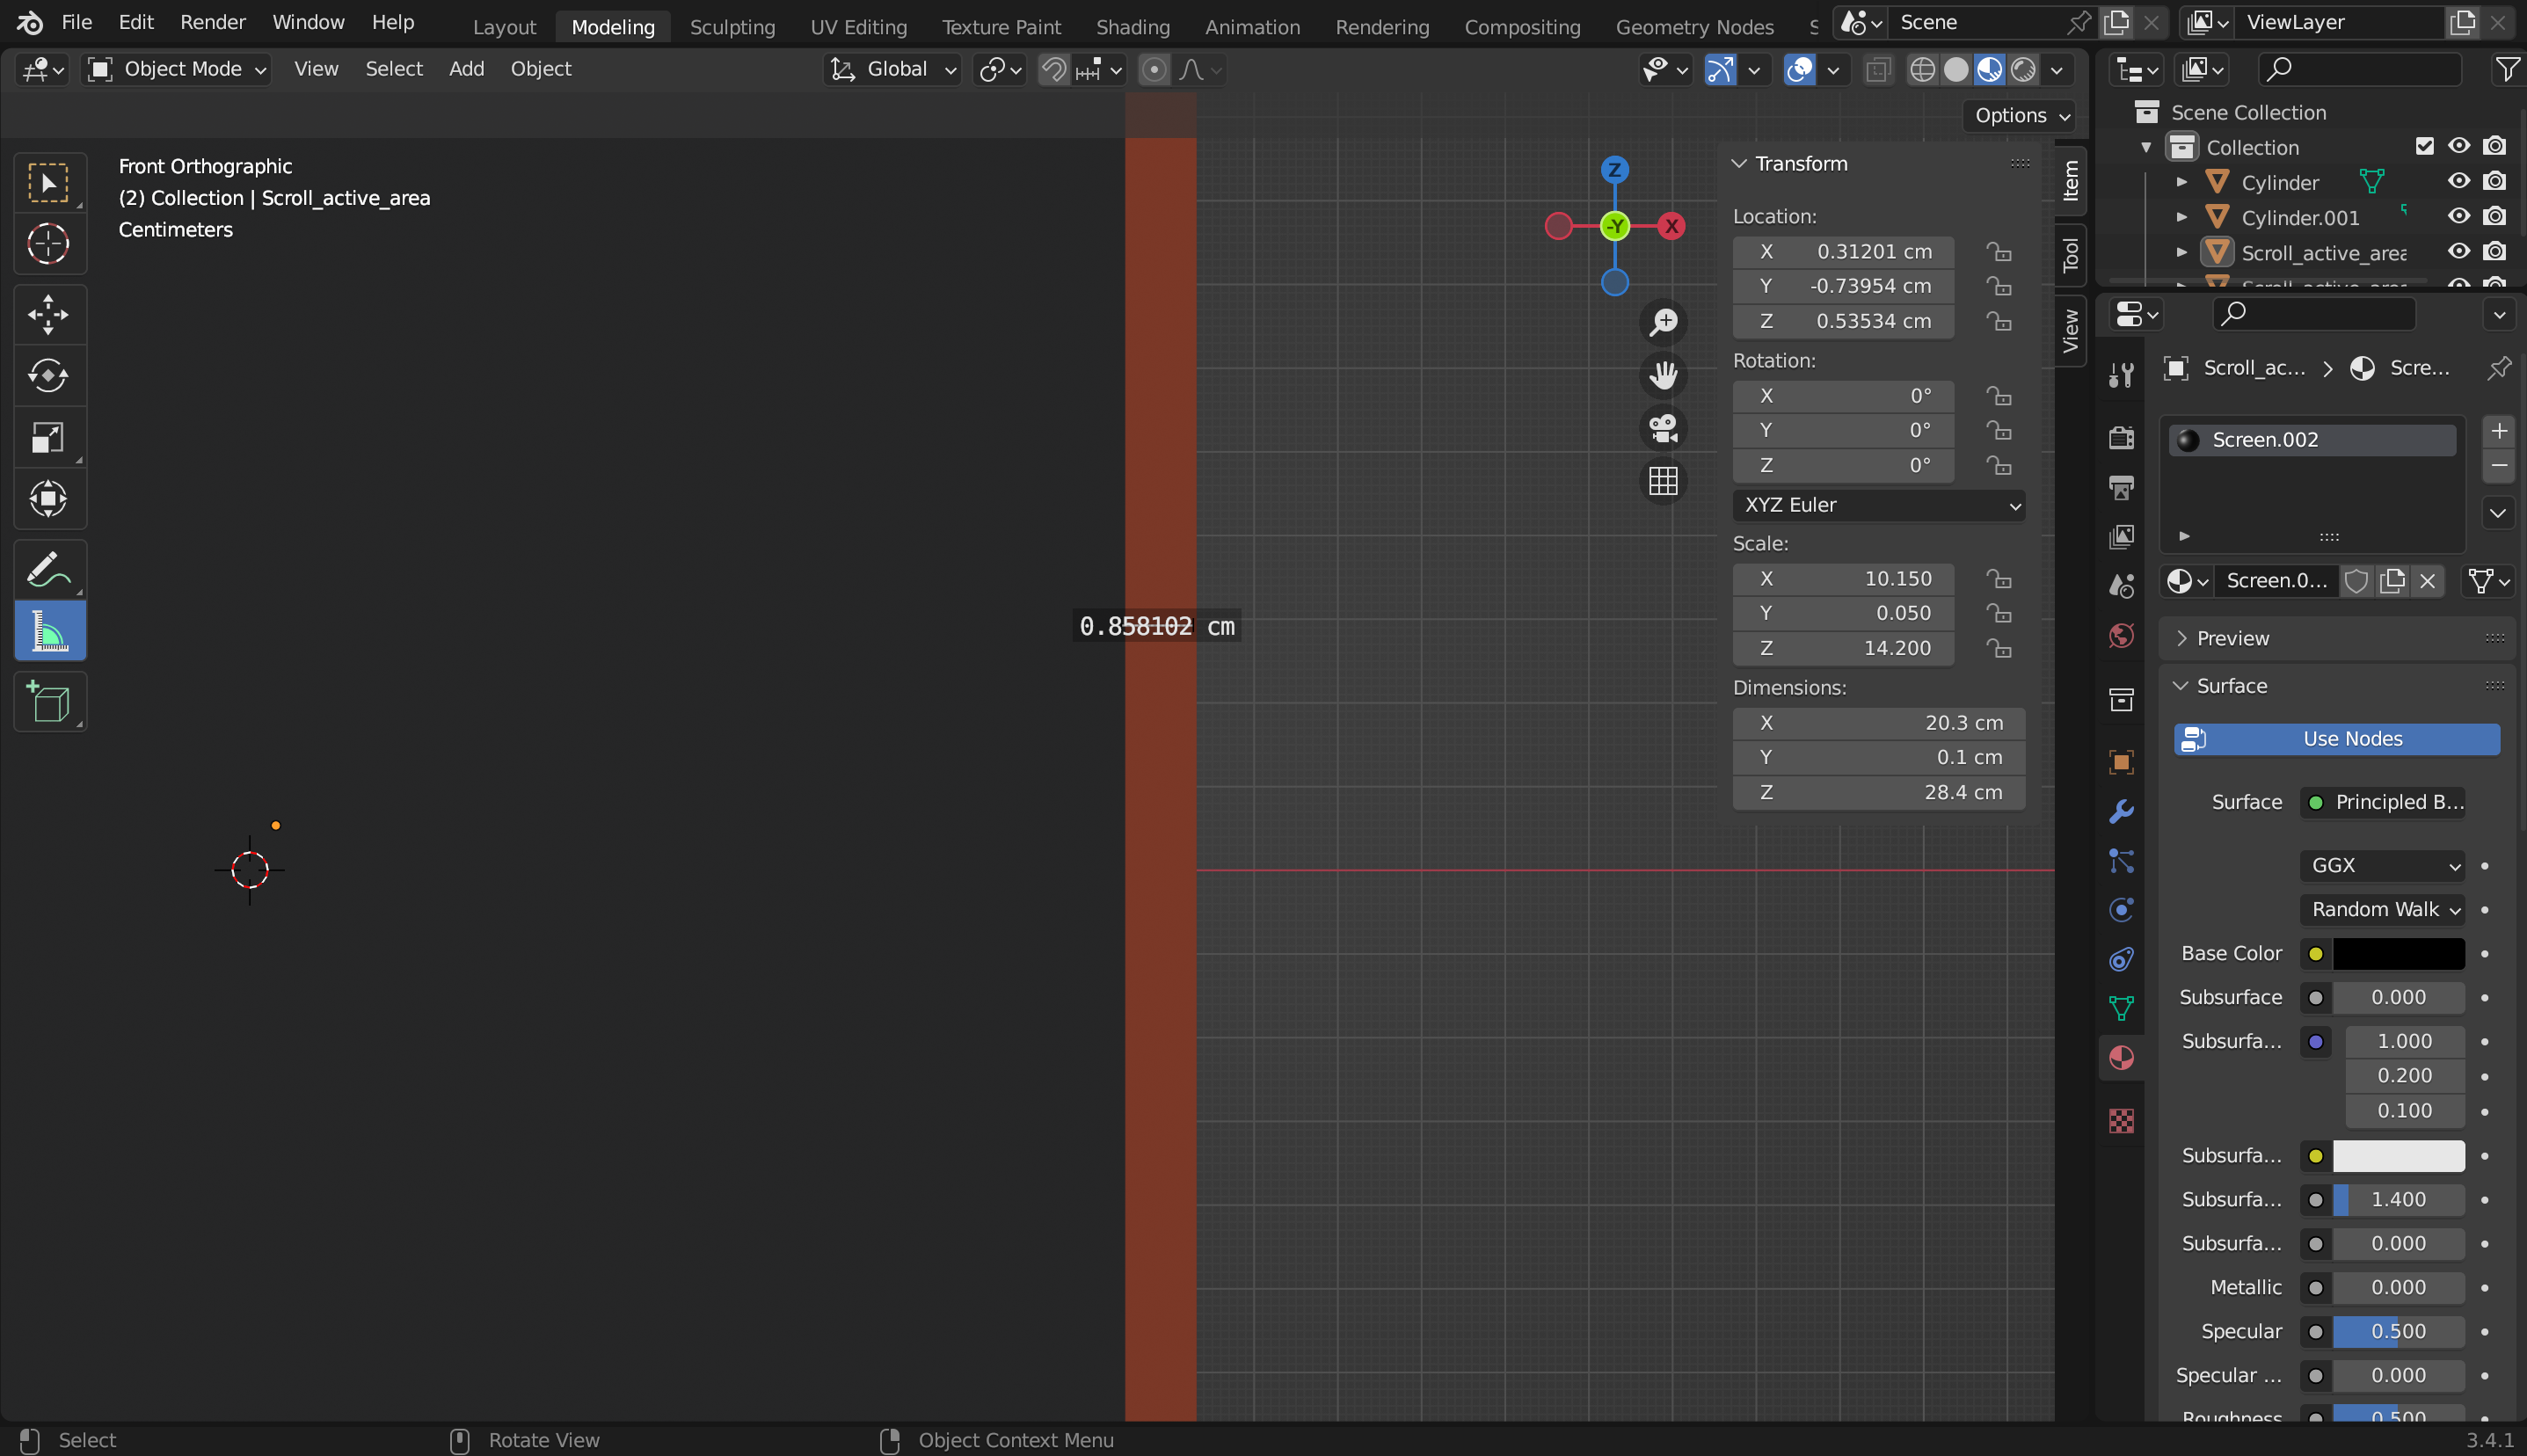 File Edit Render Window Help Layout Modeling Sculpting UV Editing Texture Paint Shading Animation Rendering Compositing Geometry Nodes Scene ViewLayer
Object Mode View Select Add Object Global
Options
Front Orthographic
(2) Collection | Scroll_active_area
Centimeters
0.858102 cm
Z
-Y
X
Item
Tool
View
Transform
Location:
X 0.31201 cm
Y -0.73954 cm
Z 0.53534 cm
Rotation:
X 0°
Y 0°
Z 0°
XYZ Euler
Scale:
X 10.150
Y 0.050
Z 14.200
Dimensions:
X 20.3 cm
Y 0.1 cm
Z 28.4 cm
Scene Collection
Collection
Cylinder
Cylinder.001
Scroll_active_area
Scroll_ac... Scre...
Screen.002
Screen.0...
Preview
Surface
Use Nodes
Surface Principled B...
GGX
Random Walk
Base Color
Subsurface 0.000
Subsurfa... 1.000
0.200
0.100
Subsurfa...
Subsurfa... 1.400
Subsurfa... 0.000
Metallic 0.000
Specular 0.500
Specular ... 0.000
Roughness 0.500
Select Rotate View Object Context Menu 3.4.1